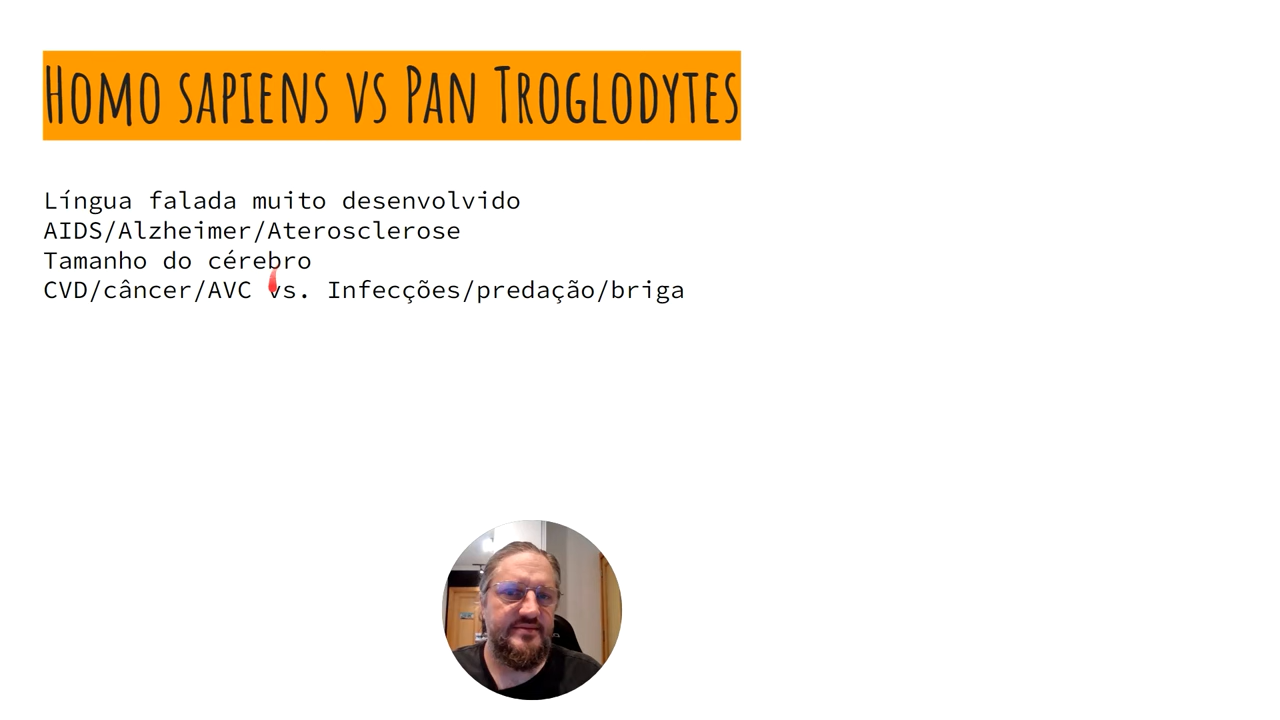 Homo sapiens vs Pan Troglodytes
Língua falada muito desenvolvido
AIDS/Alzheimer/Aterosclerose
Tamanho do cérebro
CVD/câncer/AVC vs. Infecções/predação/briga